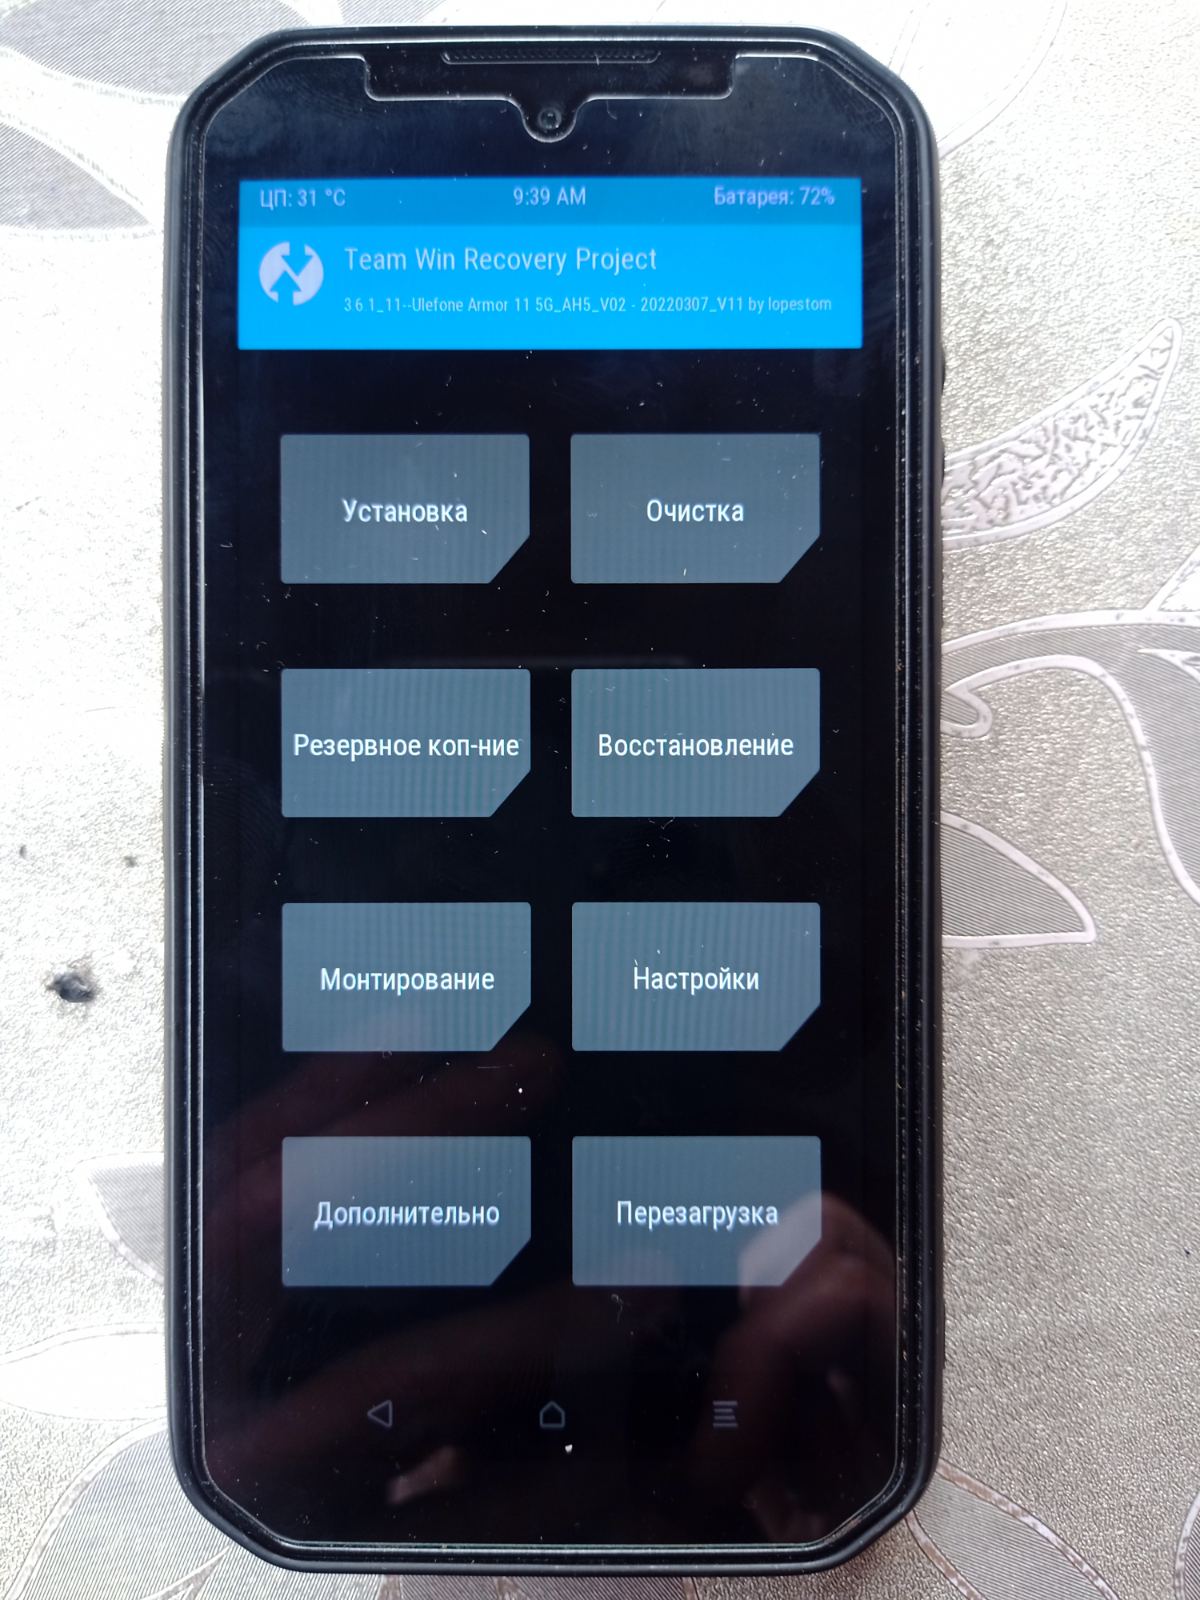 ЦП: 31 °C 9:39 AM Батарея: 72%
Team Win Recovery Project
3.6.1_11--Ulefone Armor 11 5G_AH5_V02 - 20220307_V11 by lopestom
Установка Очистка
Резервное коп-ние Восстановление
Монтирование Настройки
Дополнительно Перезагрузка